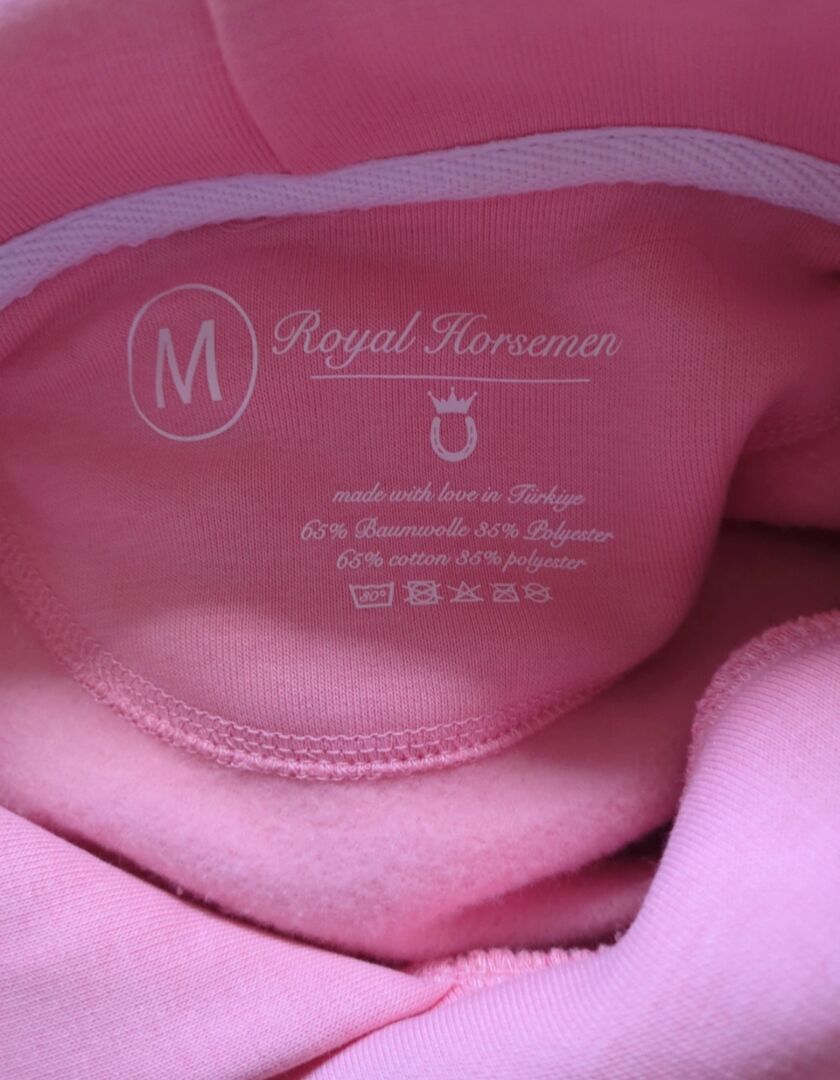 M
Royal Horsemen
made with love in Türkiye
65% Baumwolle 35% Polyester
65% cotton 35% polyester
30°